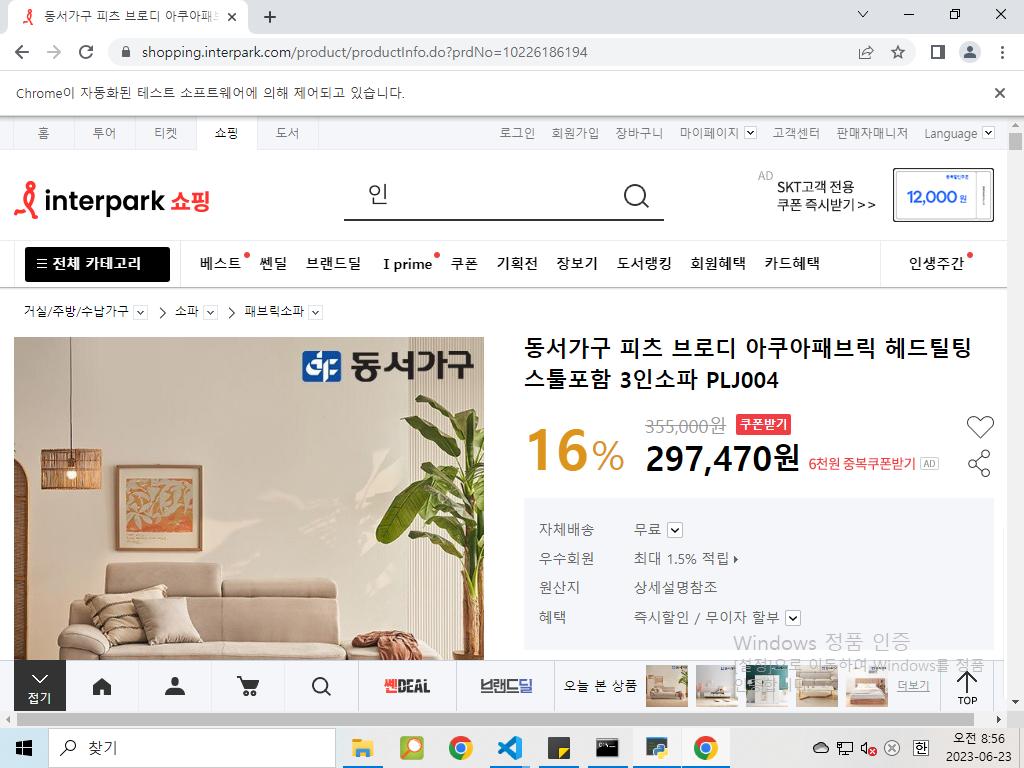 동서가구 피츠 브로디 아쿠아패브
shopping.interpark.com/product/productInfo.do?prdNo=10226186194
Chrome이 자동화된 테스트 소프트웨어에 의해 제어되고 있습니다.
홈 투어 티켓 쇼핑 도서 로그인 회원가입 장바구니 마이페이지 고객센터 판매자매니저 Language
interpark 쇼핑
인
AD
SKT고객 전용
쿠폰 즉시받기>>
12,000원
전체 카테고리 베스트 쎈딜 브랜드딜 I prime 쿠폰 기획전 장보기 도서랭킹 회원혜택 카드혜택 인생주간
거실/주방/수납가구 소파 패브릭소파
동서가구
동서가구 피츠 브로디 아쿠아패브릭 헤드틸팅
스툴포함 3인소파 PLJ004
16%
355,000원 쿠폰받기
297,470원 6천원 중복쿠폰받기 AD
자체배송 무료
우수회원 최대 1.5% 적립
원산지 상세설명참조
혜택 즉시할인 / 무이자 할부
Windows 정품 인증
[설정]으로 이동하여 Windows를 정품
접기
쎈DEAL 브랜드딜 오늘 본 상품 더보기 TOP
찾기
한
오전 8:56
2023-06-23